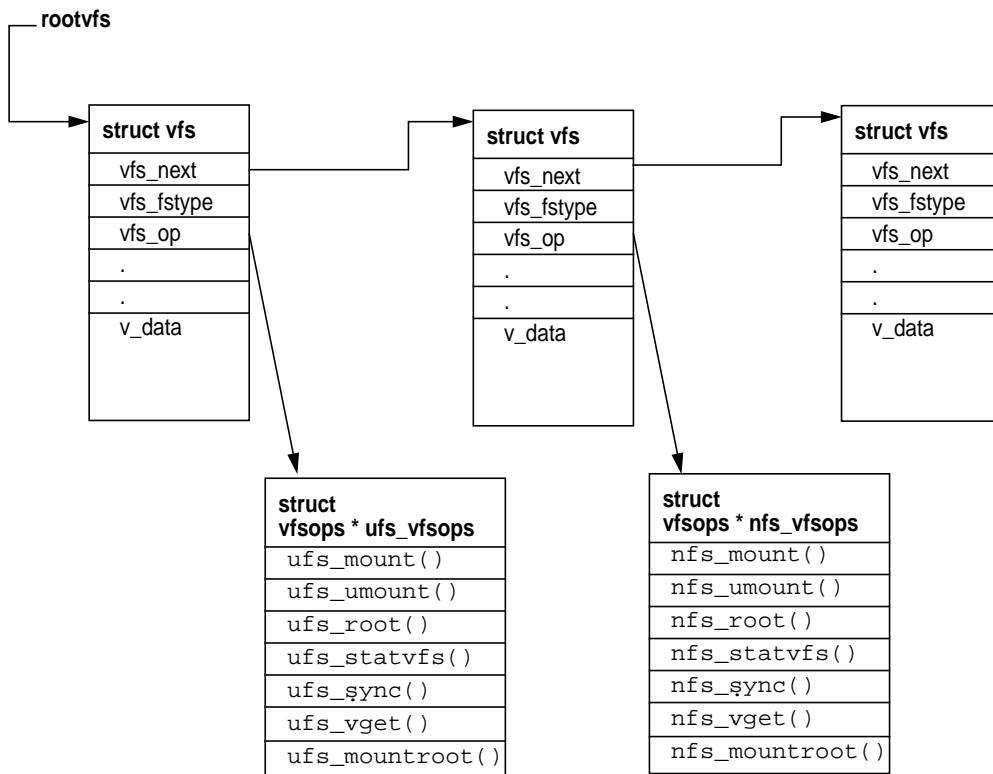 rootvfs
struct vfs
vfs_next
vfs_fstype
vfs_op
.
.
v_data
struct vfs
vfs_next
vfs_fstype
vfs_op
.
.
v_data
struct vfs
vfs_next
vfs_fstype
vfs_op
.
.
v_data
struct
vfsops * ufs_vfsops
ufs_mount()
ufs_umount()
ufs_root()
ufs_statvfs()
ufs_sync()
ufs_vget()
ufs_mountroot()
struct
vfsops * nfs_vfsops
nfs_mount()
nfs_umount()
nfs_root()
nfs_statvfs()
nfs_sync()
nfs_vget()
nfs_mountroot()